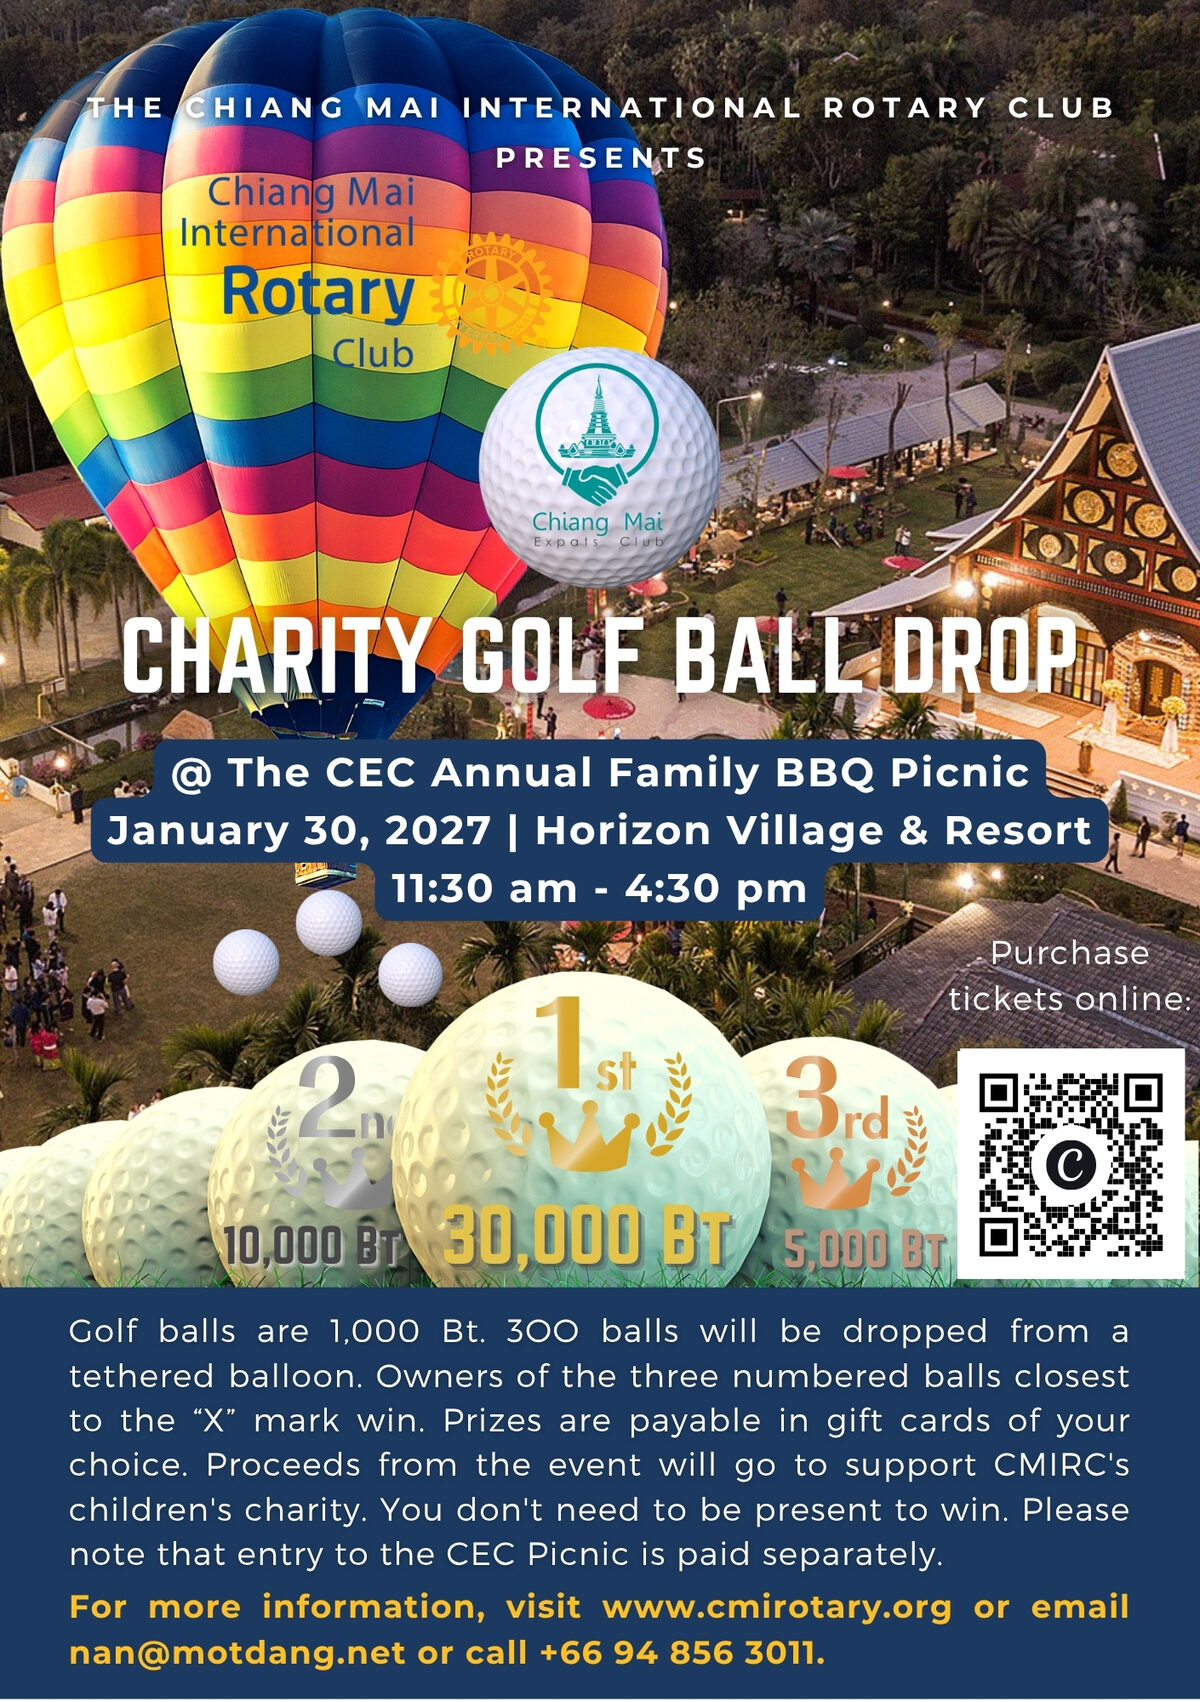 THE CHIANG MAI INTERNATIONAL ROTARY CLUB
PRESENTS
Chiang Mai
International
Rotary
Club
ROTARY
INTERNATIONAL
Chiang Mai
Expats Club
CHARITY GOLF BALL DROP
@ The CEC Annual Family BBQ Picnic
January 30, 2027 | Horizon Village & Resort
11:30 am - 4:30 pm
Purchase
tickets online:
1st
30,000 BT
2nd
10,000 BT
3rd
5,000 BT
C
Golf balls are 1,000 Bt. 300 balls will be dropped from a
tethered balloon. Owners of the three numbered balls closest
to the “X” mark win. Prizes are payable in gift cards of your
choice. Proceeds from the event will go to support CMIRC's
children's charity. You don't need to be present to win. Please
note that entry to the CEC Picnic is paid separately.
For more information, visit www.cmirotary.org or email
nan@motdang.net or call +66 94 856 3011.